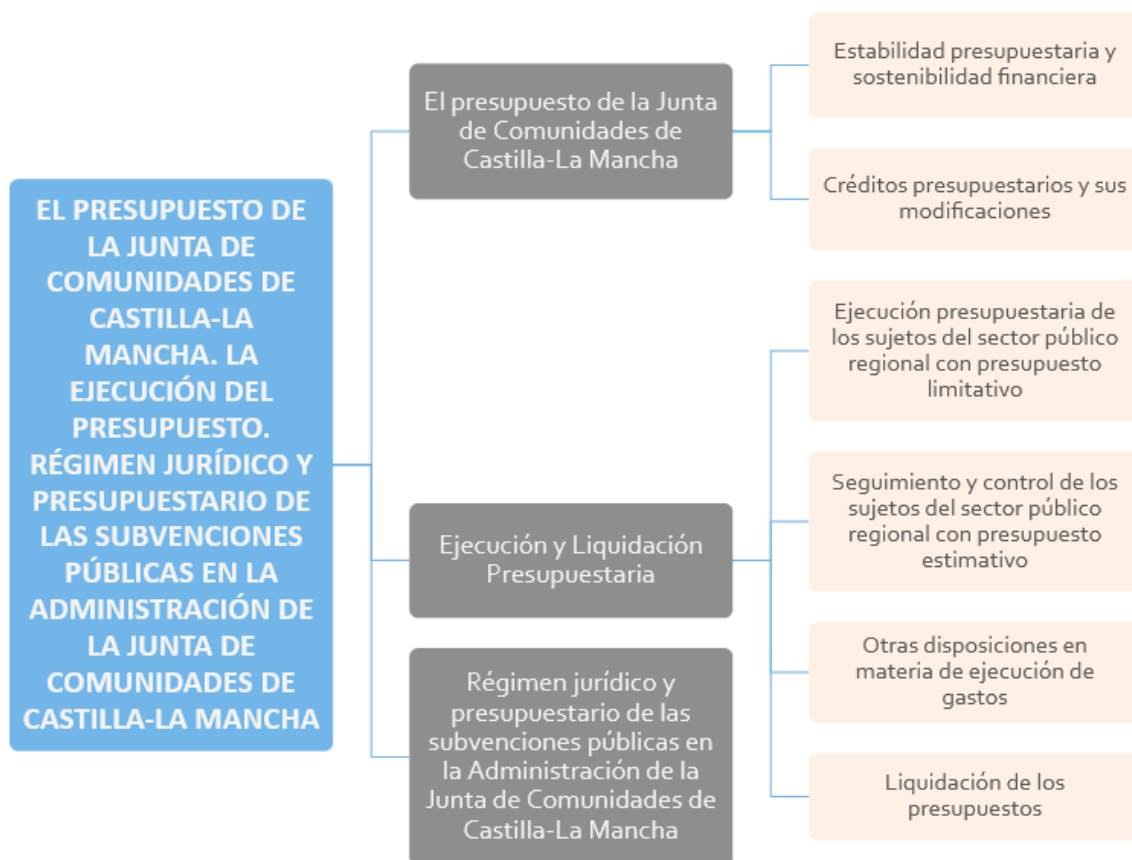 EL PRESUPUESTO DE
LA JUNTA DE
COMUNIDADES DE
CASTILLA-LA
MANCHA. LA
EJECUCIÓN DEL
PRESUPUESTO.
RÉGIMEN JURÍDICO Y
PRESUPUESTARIO DE
LAS SUBVENCIONES
PÚBLICAS EN LA
ADMINISTRACIÓN DE
LA JUNTA DE
COMUNIDADES DE
CASTILLA-LA MANCHA
El presupuesto de la Junta
de Comunidades de
Castilla-La Mancha
Estabilidad presupuestaria y
sostenibilidad financiera
Créditos presupuestarios y sus
modificaciones
Ejecución y Liquidación
Presupuestaria
Ejecución presupuestaria de
los sujetos del sector público
regional con presupuesto
limitativo
Seguimiento y control de los
sujetos del sector público
regional con presupuesto
estimativo
Otras disposiciones en
materia de ejecución de
gastos
Liquidación de los
presupuestos
Régimen jurídico y
presupuestario de las
subvenciones públicas en
la Administración de la
Junta de Comunidades de
Castilla-La Mancha